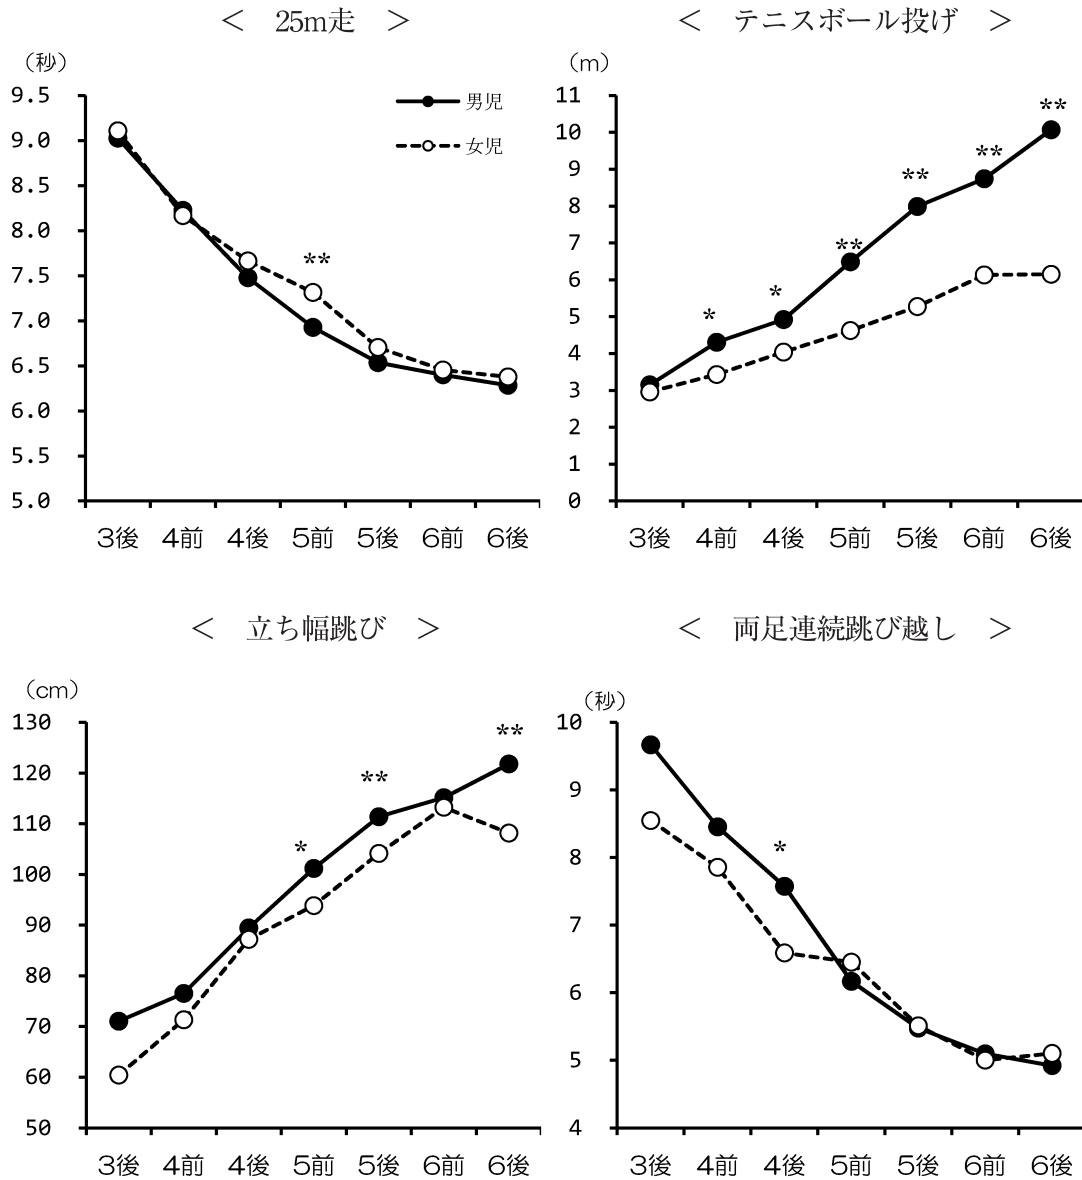 ＜　25m走　＞
（秒）
9.5
9.0
8.5
8.0
7.5
7.0
6.5
6.0
5.5
5.0
男児
女児
**
3後 4前 4後 5前 5後 6前 6後
＜　テニスボール投げ　＞
（m）
11
10
9
8
7
6
5
4
3
2
1
0
* * ** ** ** **
3後 4前 4後 5前 5後 6前 6後
＜　立ち幅跳び　＞
（cm）
130
120
110
100
90
80
70
60
50
* ** **
3後 4前 4後 5前 5後 6前 6後
＜　両足連続跳び越し　＞
（秒）
10
9
8
7
6
5
4
*
3後 4前 4後 5前 5後 6前 6後